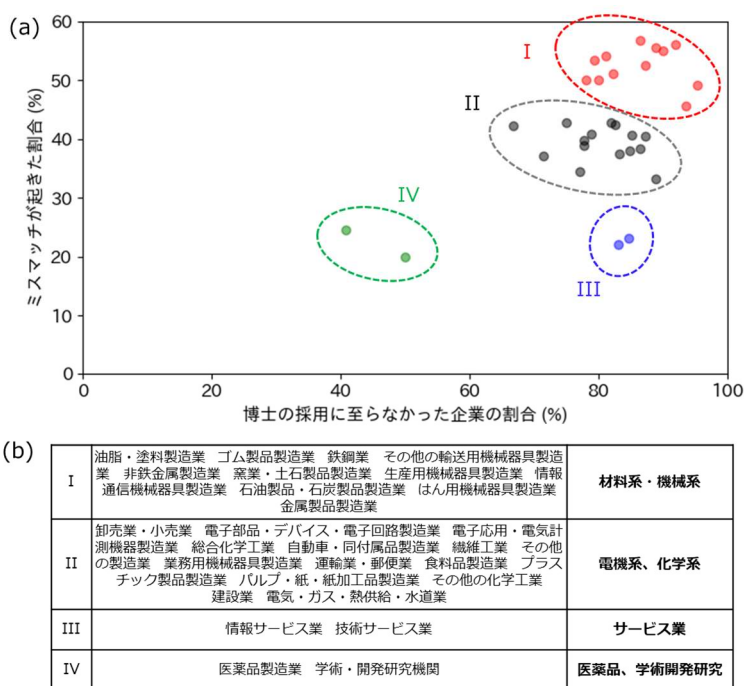 (a)
60
50
40
30
20
10
0
ミスマッチが起きた割合 (%)
I
II
IV
III
0 20 40 60 80 100
博士の採用に至らなかった企業の割合 (%)
(b)
I
油脂・塗料製造業 ゴム製品製造業 鉄鋼業 その他の輸送用機械器具製造
業 非鉄金属製造業 窯業・土石製品製造業 生産用機械器具製造業 情報
通信機械器具製造業 石油製品・石炭製品製造業 はん用機械器具製造業
金属製品製造業
材料系・機械系
II
卸売業・小売業 電子部品・デバイス・電子回路製造業 電子応用・電気計
測機器製造業 総合化学工業 自動車・同付属品製造業 繊維工業 その他
の製造業 業務用機械器具製造業 運輸業・郵便業 食料品製造業 プラス
チック製品製造業 パルプ・紙・紙加工品製造業 その他の化学工業
建設業 電気・ガス・熱供給・水道業
電機系、化学系
III
情報サービス業 技術サービス業
サービス業
IV
医薬品製造業 学術・開発研究機関
医薬品、学術開発研究